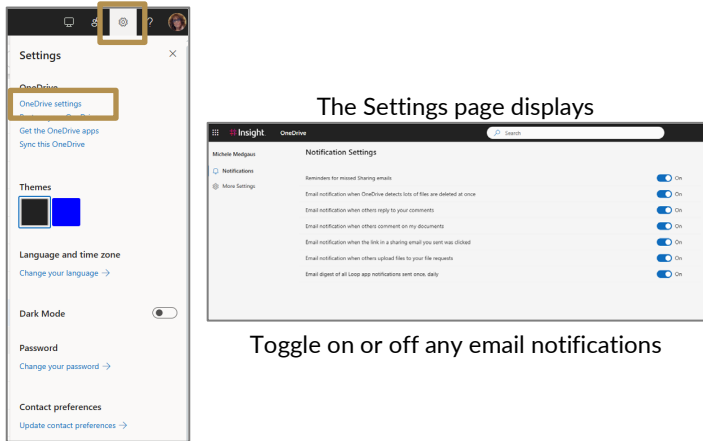 ?
Settings
OneDrive
OneDrive settings
Get the OneDrive apps
Sync this OneDrive
Themes
Language and time zone
Change your language →
Dark Mode
Password
Change your password →
Contact preferences
Update contact preferences →
The Settings page displays
Insight OneDrive Search
Michele Medgaus
Notifications
More Settings
Notification Settings
Reminders for missed Sharing emails On
Email notification when OneDrive detects lots of files are deleted at once On
Email notification when others reply to your comments On
Email notification when others comment on my documents On
Email notification when the link in a sharing email you sent was clicked On
Email notification when others upload files to your file requests On
Email digest of all Loop app notifications sent once, daily On
Toggle on or off any email notifications